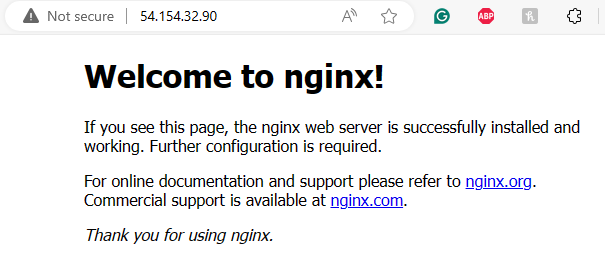 Not secure | 54.154.32.90 A ABP
Welcome to nginx!
If you see this page, the nginx web server is successfully installed and
working. Further configuration is required.
For online documentation and support please refer to nginx.org.
Commercial support is available at nginx.com.
Thank you for using nginx.